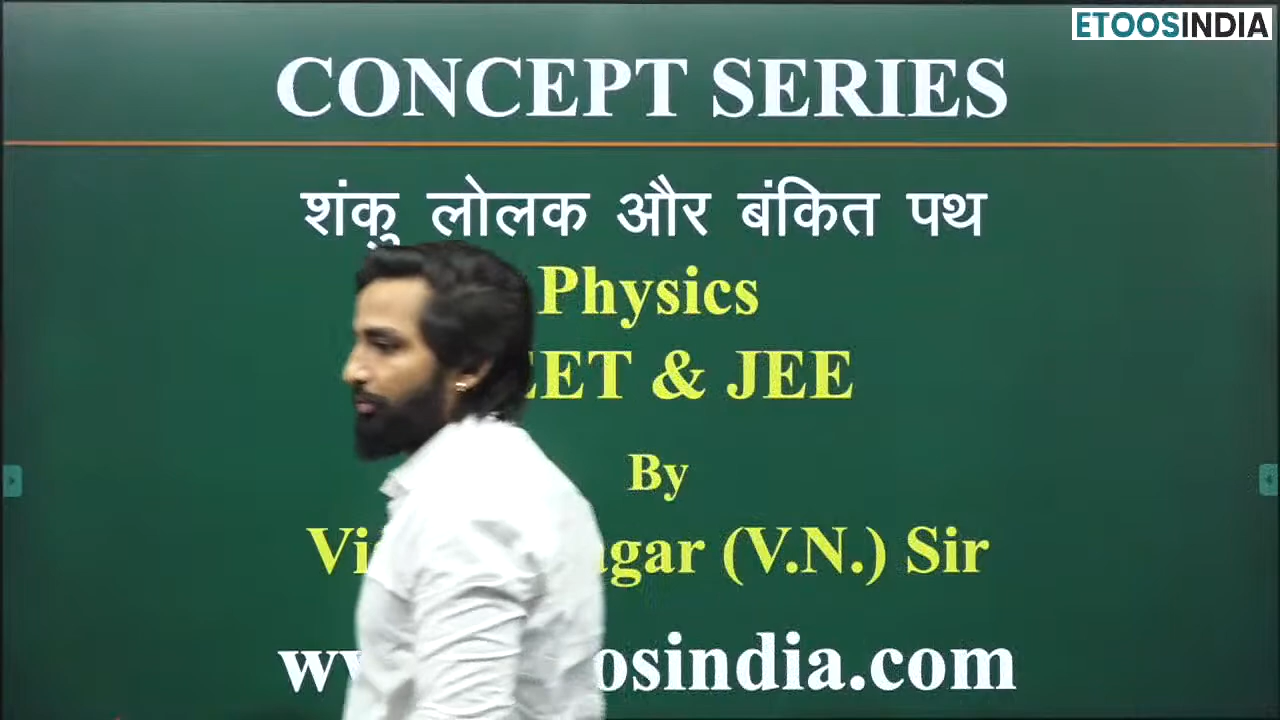 ETOOSINDIA
CONCEPT SERIES
शंकु लोलक और बंकित पथ
Physics
& JEE
By
(V.N.) Sir